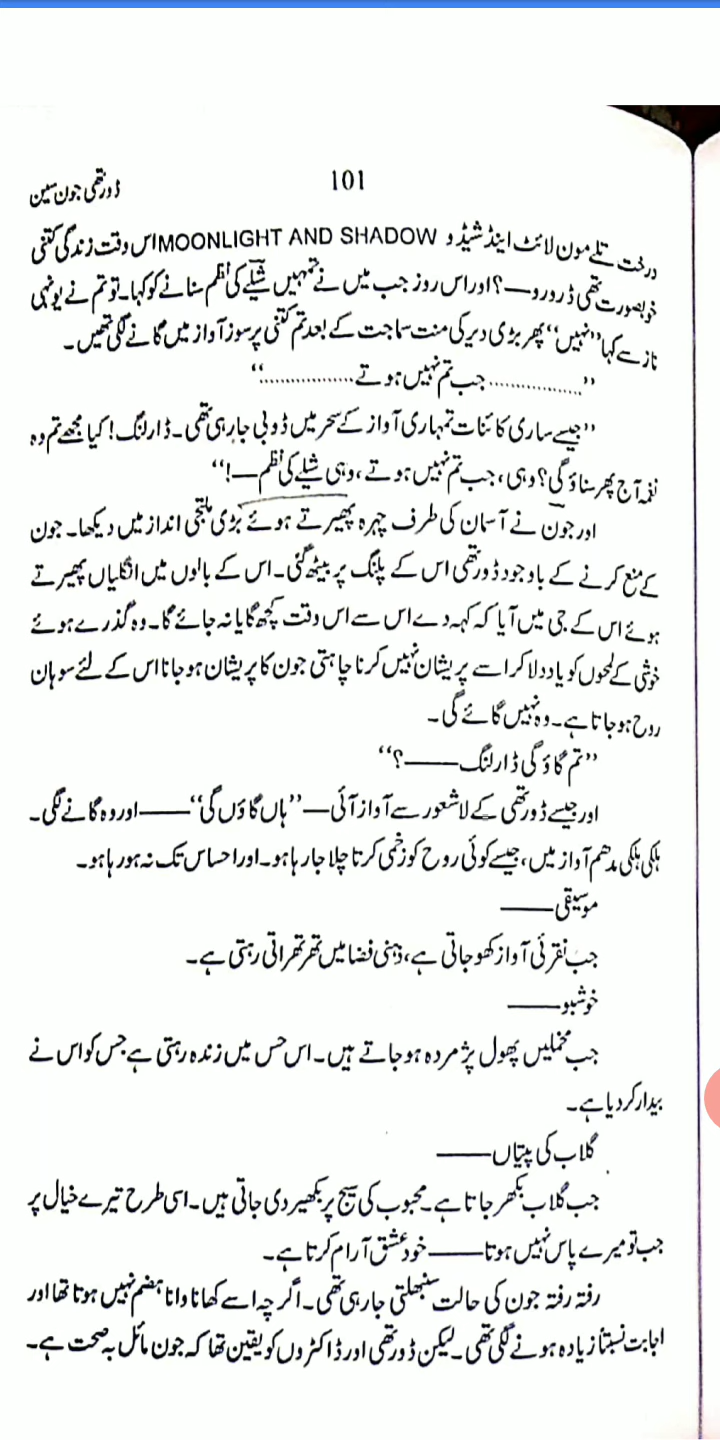 101
ڈورتھی جون سین
درخت تلے مون لائٹ اینڈ شیڈو MOONLIGHT AND SHADOW اس وقت زندگی کتنی
خوبصورت تھی ڈورورو—؟ اور اس روز جب میں نے تمہیں شیلے کی نظم سنانے کو کہا۔ تو تم نے یونہی
ناز سے کہا ”نہیں“ پھر بڑی دیر کی منت سماجت کے بعد تم کتنی پرسوز آواز میں گانے لگی تھیں۔
”................جب تم نہیں ہوتے................“
”جیسے ساری کائنات تمہاری آواز کے سحر میں ڈوبی جا رہی تھی۔ ڈارلنگ! کیا مجھے تم وہ
نغمہ آج پھر سناؤ گی؟ وہی، جب تم نہیں ہوتے، وہی شیلے کی نظم—!“
اور جون نے آسمان کی طرف چہرہ پھیرتے ہوئے بڑی ملتجی انداز میں دیکھا۔ جون
کے منع کرنے کے باوجود ڈورتھی اس کے پلنگ پر بیٹھ گئی۔ اس کے بالوں میں انگلیاں پھیرتے
ہوئے اس کے جی میں آیا کہ کہہ دے اس سے اس وقت کچھ گایا نہ جائے گا۔ وہ گذرے ہوئے
خوشی کے لمحوں کو یاد دلا کر اسے پریشان نہیں کرنا چاہتی جون کا پریشان ہو جانا اس کے لئے سوہان
روح ہو جاتا ہے۔ وہ نہیں گائے گی۔
”تم گاؤ گی ڈارلنگ——؟“
اور جیسے ڈورتھی کے لاشعور سے آواز آئی—”ہاں گاؤں گی“——اور وہ گانے لگی۔
ہلکی ہلکی مدھم آواز میں، جیسے کوئی روح کو زخمی کرتا چلا جا رہا ہو۔ اور احساس تک نہ ہو رہا ہو۔
موسیقی——
جب نقرئی آواز کھو جاتی ہے، ذہنی فضا میں تھرتھراتی رہتی ہے۔
خوشبو——
جب مخملیں پھول پژمردہ ہو جاتے ہیں۔ اس حس میں زندہ رہتی ہے جس کو اس نے
بیدار کر دیا ہے۔
گلاب کی پتیاں——
جب گلاب بکھر جاتا ہے۔ محبوب کی سیج پر بکھیر دی جاتی ہیں۔ اسی طرح تیرے خیال پر
جب تو میرے پاس نہیں ہوتا——خود عشق آرام کرتا ہے۔
رفتہ رفتہ جون کی حالت سنبھلتی جا رہی تھی۔ اگر چہ اسے کھانا وانا ہضم نہیں ہوتا تھا اور
اجابت نسبتاً زیادہ ہونے لگی تھی۔ لیکن ڈورتھی اور ڈاکٹروں کو یقین تھا کہ جون مائل بہ صحت ہے۔